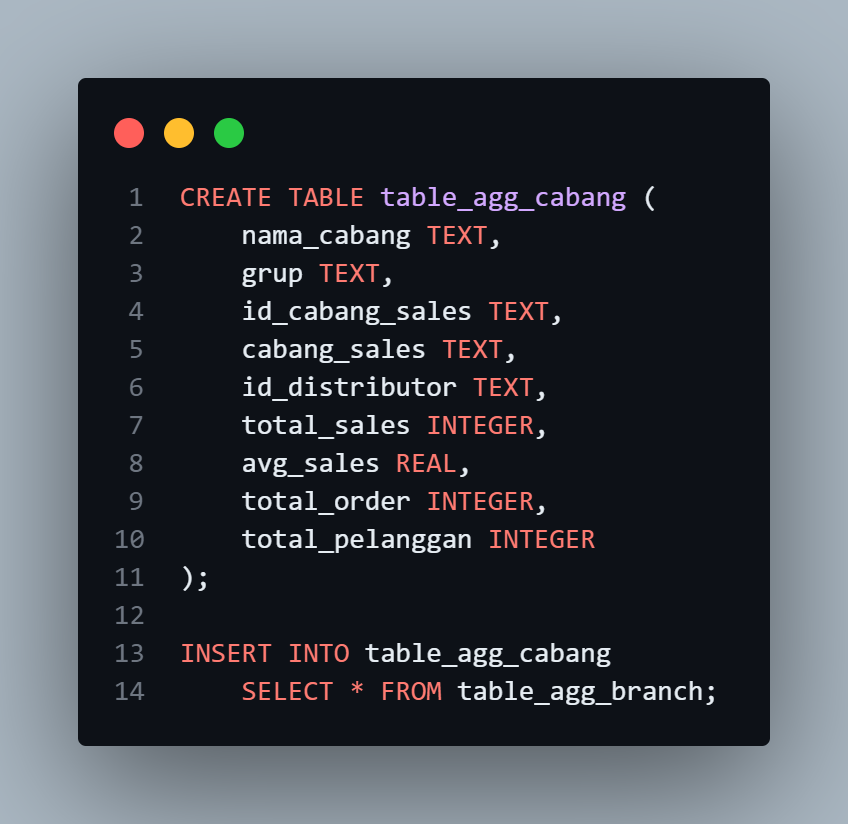 1 CREATE TABLE table_agg_cabang (
2     nama_cabang TEXT,
3     grup TEXT,
4     id_cabang_sales TEXT,
5     cabang_sales TEXT,
6     id_distributor TEXT,
7     total_sales INTEGER,
8     avg_sales REAL,
9     total_order INTEGER,
10     total_pelanggan INTEGER
11 );
12
13 INSERT INTO table_agg_cabang
14     SELECT * FROM table_agg_branch;